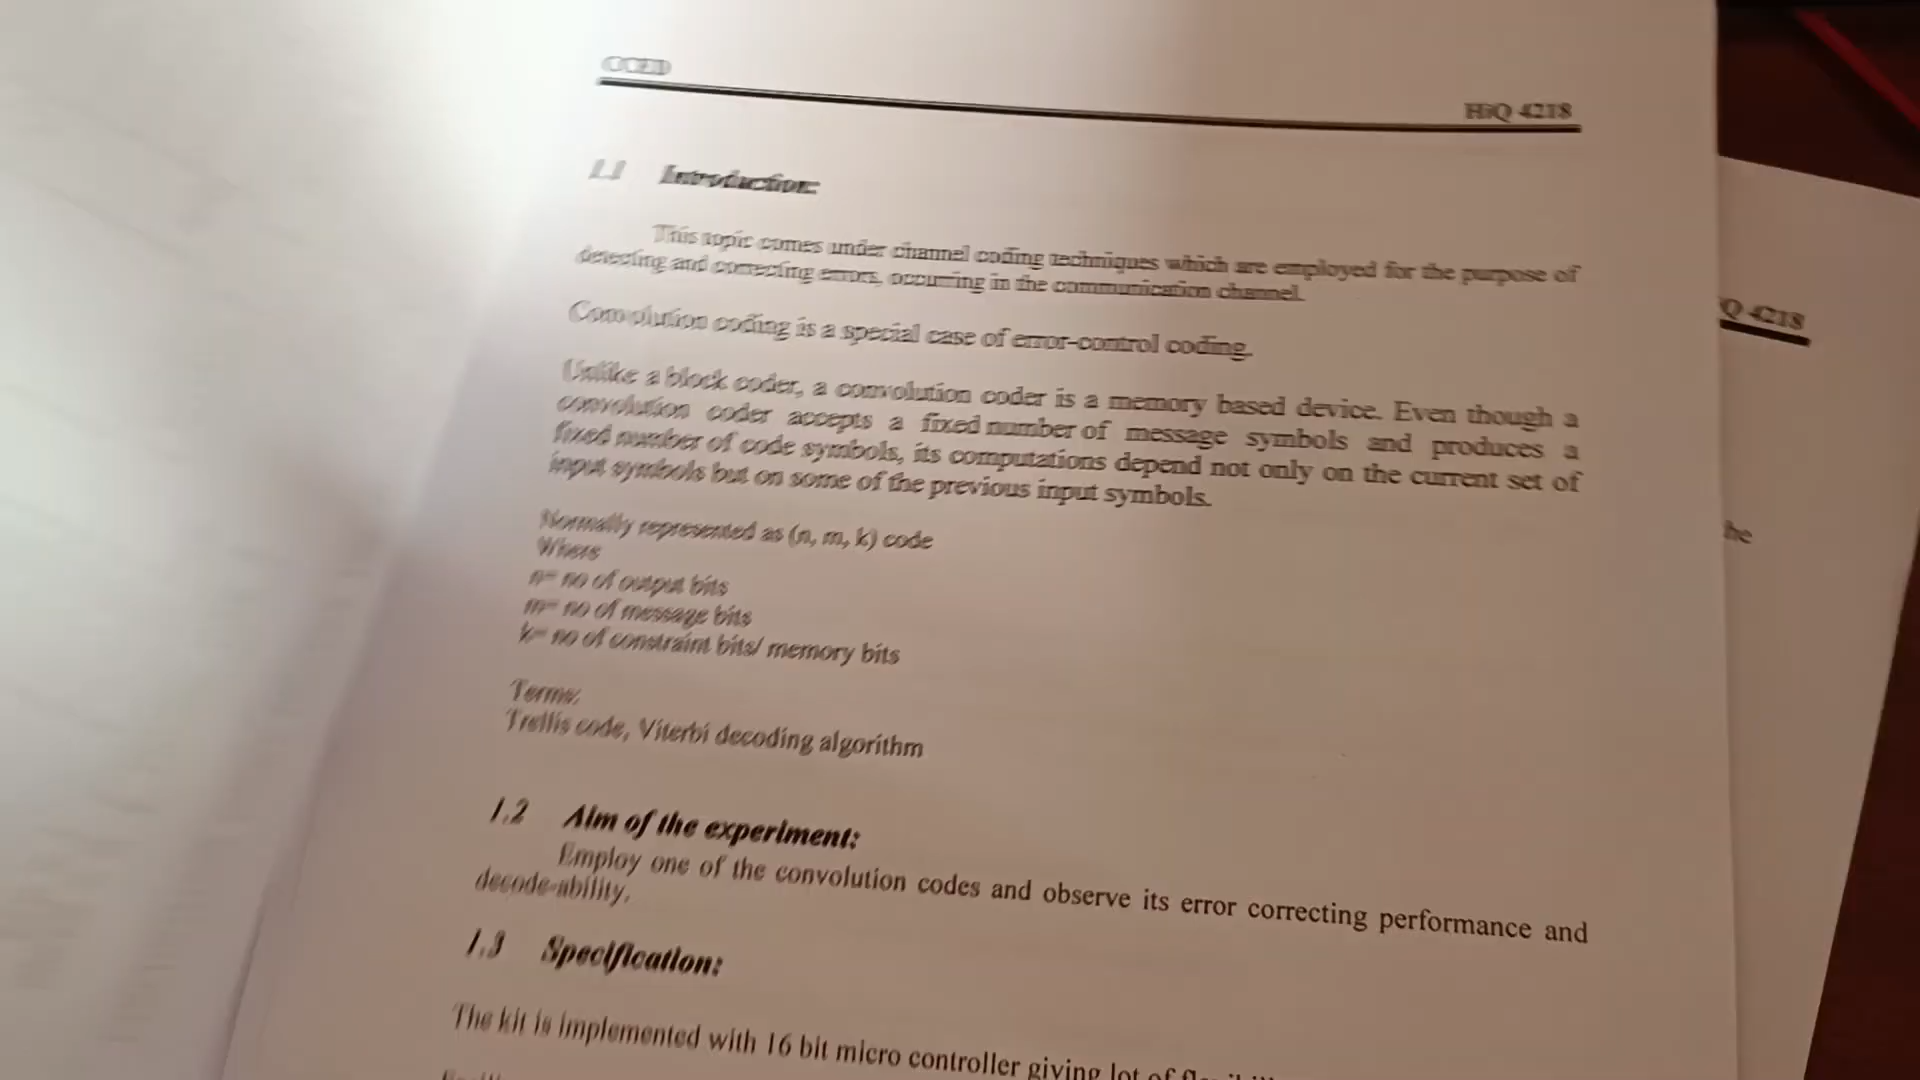 CCED
HiQ 4218
1.1 Introduction:
This topic comes under channel coding techniques which are employed for the purpose of
detecting and correcting errors, occurring in the communication channel.
Convolution coding is a special case of error-control coding.
Unlike a block coder, a convolution coder is a memory based device. Even though a
convolution coder accepts a fixed number of message symbols and produces a
fixed number of code symbols, its computations depend not only on the current set of
input symbols but on some of the previous input symbols.
Normally represented as (n, m, k) code
Where
n= no of output bits
m= no of message bits
k= no of constraint bits/ memory bits
Terms:
Trellis code, Viterbi decoding algorithm
1.2 Aim of the experiment:
Employ one of the convolution codes and observe its error correcting performance and
decode-ability.
1.3 Specification:
The kit is implemented with 16 bit micro controller giving lot of
Q 4218
he